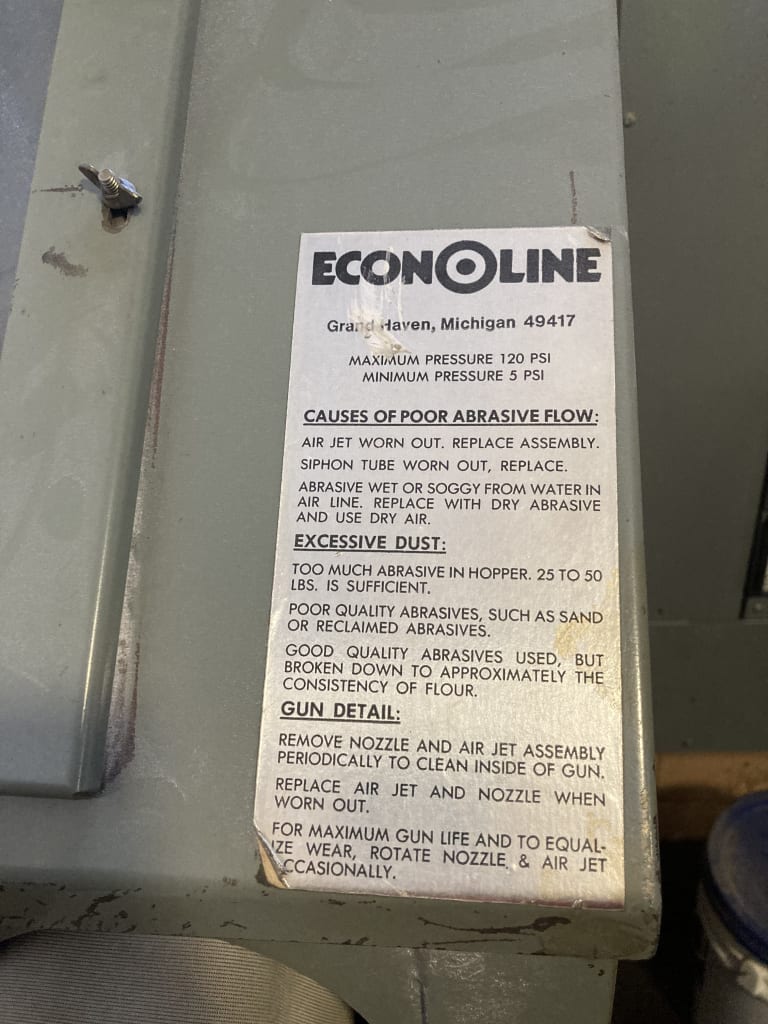 ECONOLINE
Grand Haven, Michigan 49417
MAXIMUM PRESSURE 120 PSI
MINIMUM PRESSURE 5 PSI
CAUSES OF POOR ABRASIVE FLOW:
AIR JET WORN OUT. REPLACE ASSEMBLY.
SIPHON TUBE WORN OUT, REPLACE.
ABRASIVE WET OR SOGGY FROM WATER IN
AIR LINE. REPLACE WITH DRY ABRASIVE
AND USE DRY AIR.
EXCESSIVE DUST:
TOO MUCH ABRASIVE IN HOPPER. 25 TO 50
LBS. IS SUFFICIENT.
POOR QUALITY ABRASIVES, SUCH AS SAND
OR RECLAIMED ABRASIVES.
GOOD QUALITY ABRASIVES USED, BUT
BROKEN DOWN TO APPROXIMATELY THE
CONSISTENCY OF FLOUR.
GUN DETAIL:
REMOVE NOZZLE AND AIR JET ASSEMBLY
PERIODICALLY TO CLEAN INSIDE OF GUN.
REPLACE AIR JET AND NOZZLE WHEN
WORN OUT.
FOR MAXIMUM GUN LIFE AND TO EQUAL-
IZE WEAR, ROTATE NOZZLE, & AIR JET
OCCASIONALLY.